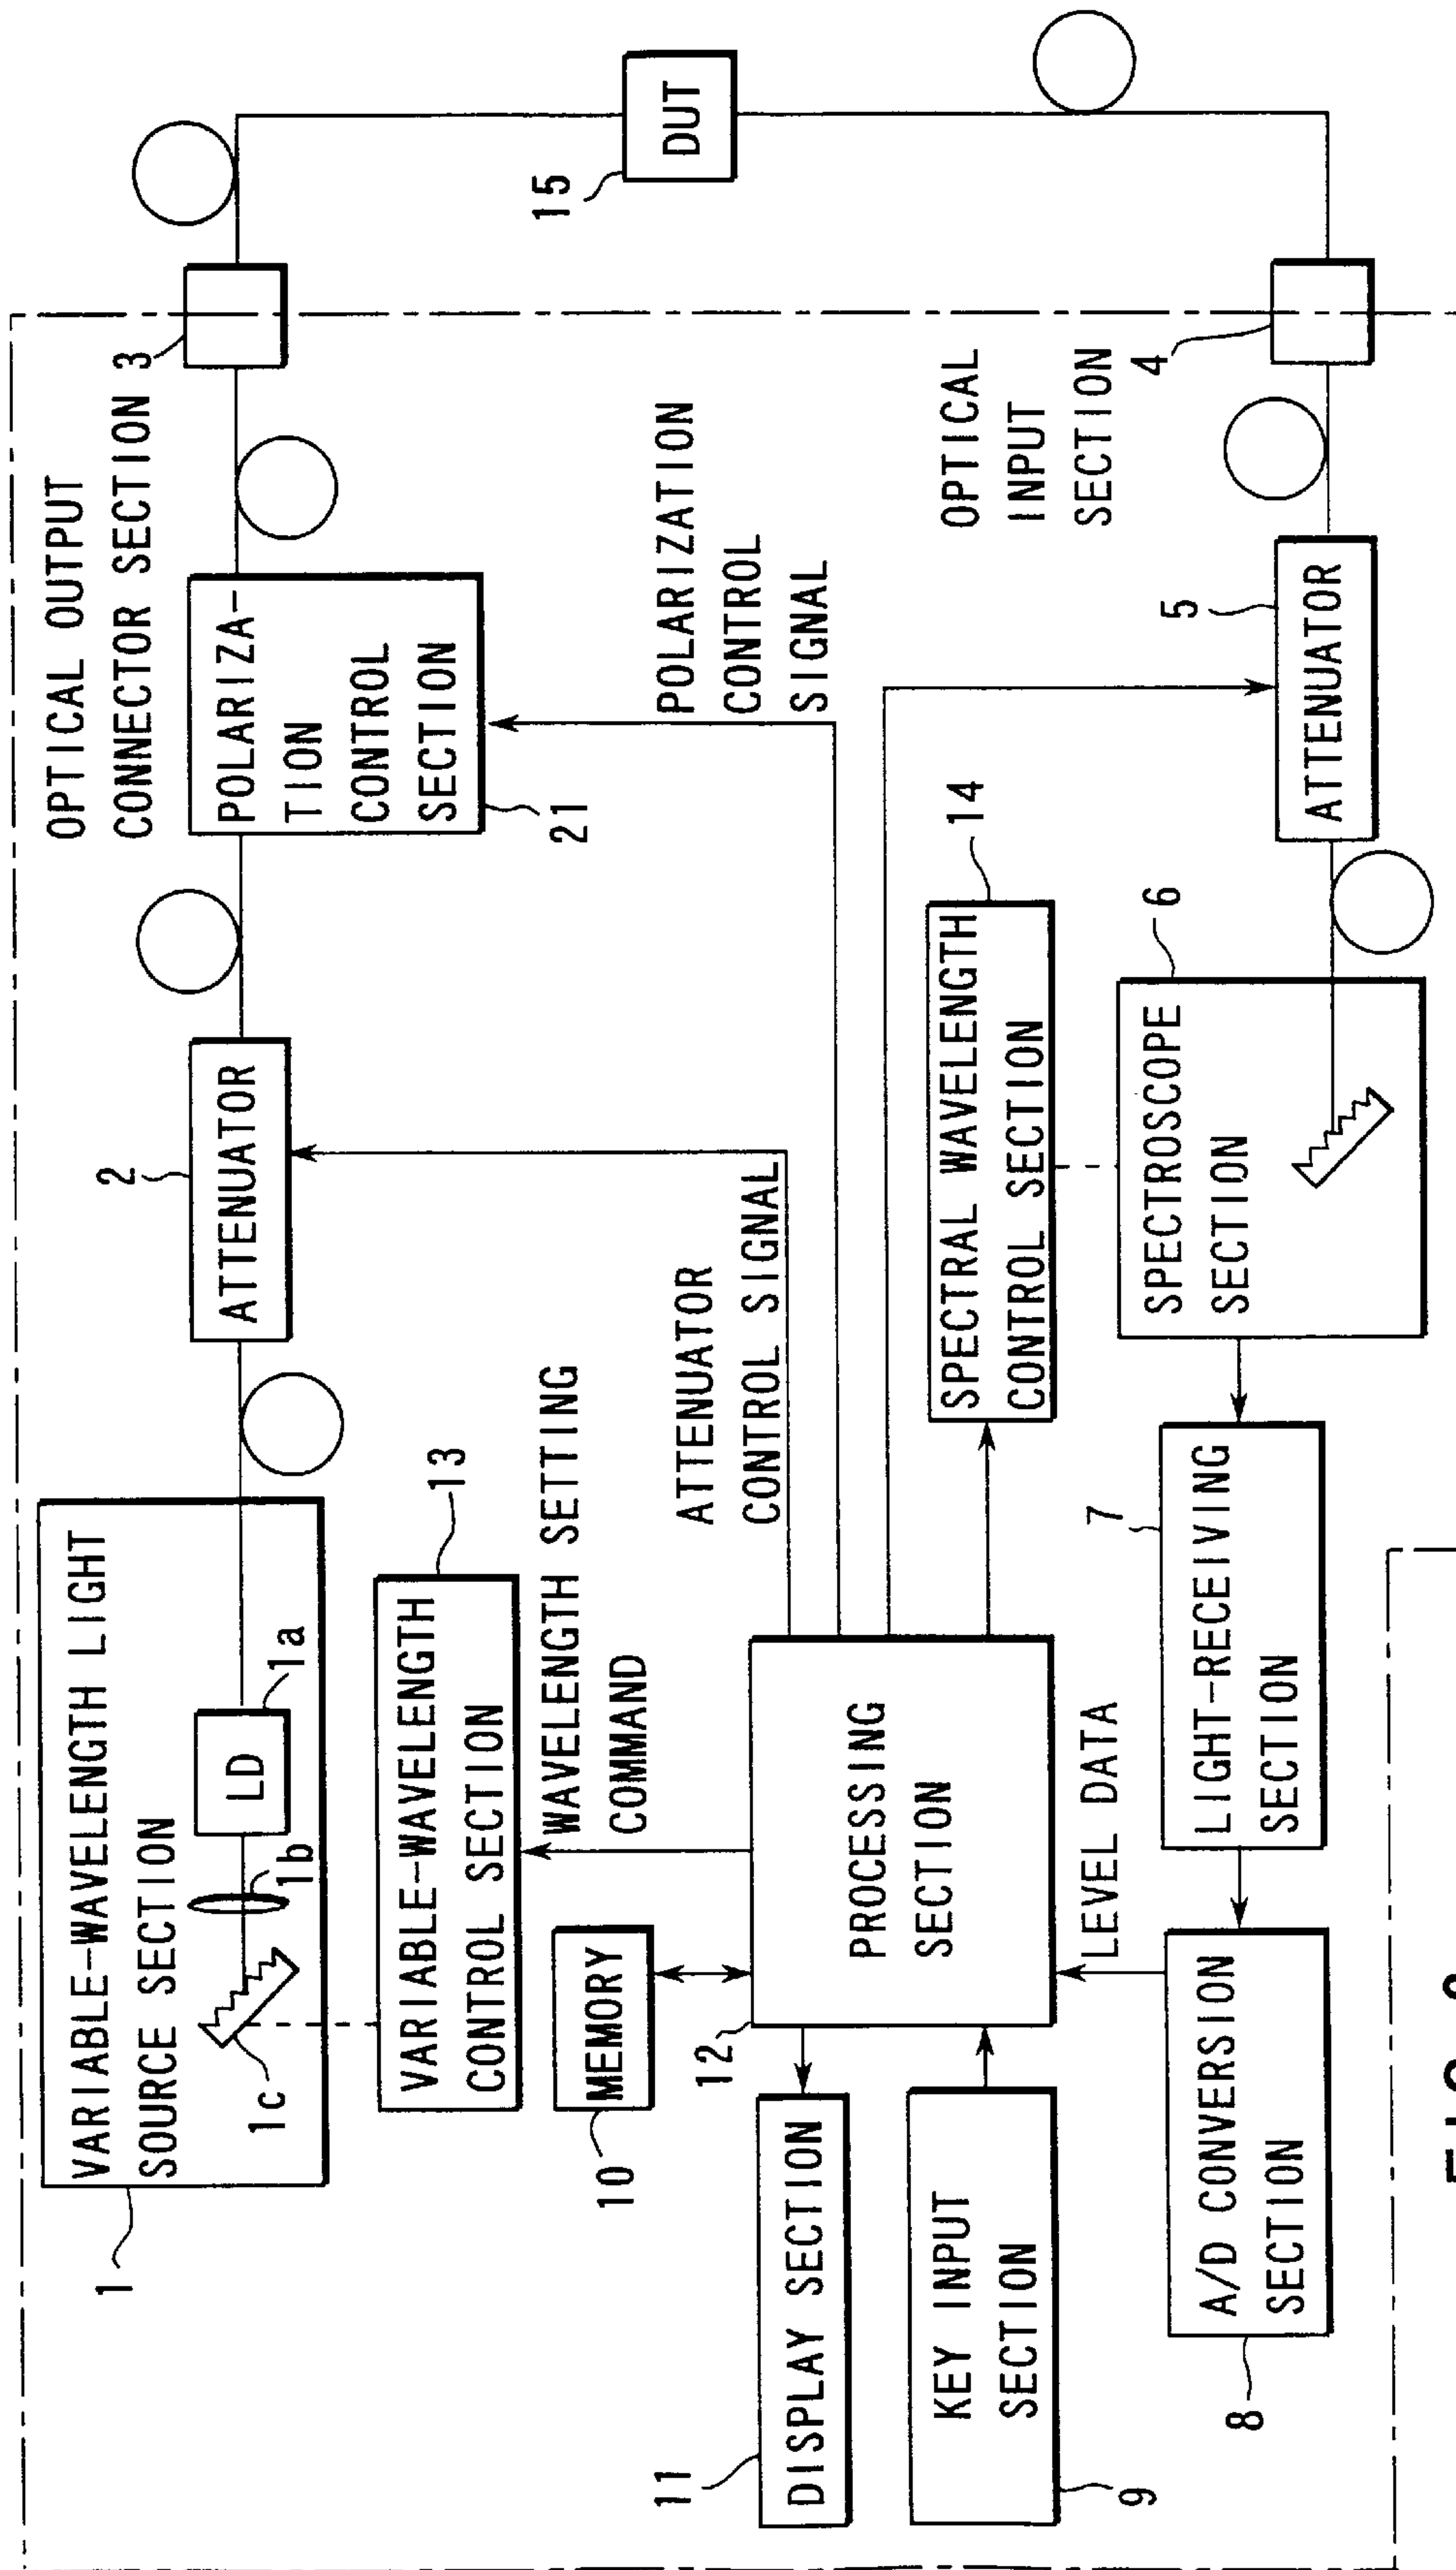 OPTICAL OUTPUT
CONNECTOR SECTION 3
1
VARIABLE-WAVELENGTH LIGHT
SOURCE SECTION
1c
1b
LD
1a
2
ATTENUATOR
POLARIZA-
TION
CONTROL
SECTION
21
15
DUT
13
VARIABLE-WAVELENGTH
CONTROL SECTION
WAVELENGTH SETTING
COMMAND
10
MEMORY
ATTENUATOR
CONTROL SIGNAL
POLARIZATION
CONTROL
SIGNAL
11
DISPLAY SECTION
12
PROCESSING
SECTION
14
SPECTRAL WAVELENGTH
CONTROL SECTION
OPTICAL
INPUT
SECTION
4
KEY INPUT
SECTION
9
LEVEL DATA
8
A/D CONVERSION
SECTION
7
LIGHT-RECEIVING
SECTION
6
SPECTROSCOPE
SECTION
5
ATTENUATOR